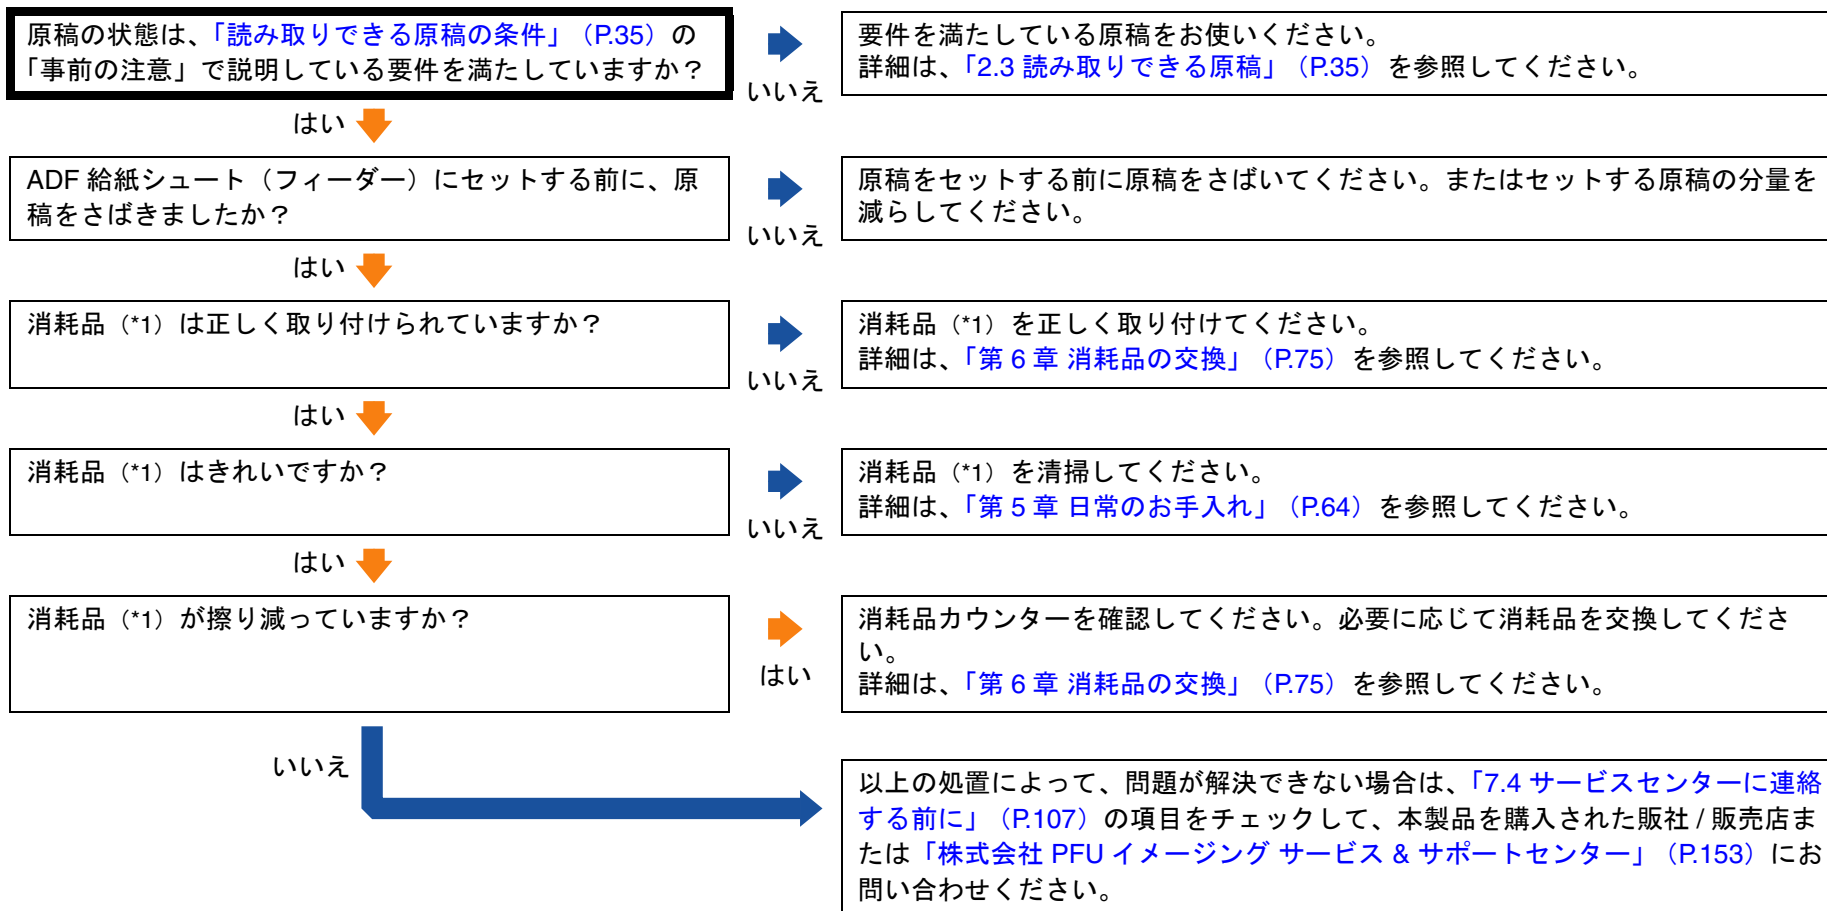 原稿の状態は、「読み取りできる原稿の条件」（P.35）の
「事前の注意」で説明している要件を満たしていますか？
いいえ
要件を満たしている原稿をお使いください。
詳細は、「2.3 読み取りできる原稿」（P.35）を参照してください。
はい
ADF 給紙シュート（フィーダー）にセットする前に、原
稿をさばきましたか？
いいえ
原稿をセットする前に原稿をさばいてください。またはセットする原稿の分量を
減らしてください。
はい
消耗品（*1）は正しく取り付けられていますか？
いいえ
消耗品（*1）を正しく取り付けてください。
詳細は、「第 6 章 消耗品の交換」（P.75）を参照してください。
はい
消耗品（*1）はきれいですか？
いいえ
消耗品（*1）を清掃してください。
詳細は、「第 5 章 日常のお手入れ」（P.64）を参照してください。
はい
消耗品（*1）が擦り減っていますか？
はい
消耗品カウンターを確認してください。必要に応じて消耗品を交換してくださ
い。
詳細は、「第 6 章 消耗品の交換」（P.75）を参照してください。
いいえ
以上の処置によって、問題が解決できない場合は、「7.4 サービスセンターに連絡
する前に」（P.107）の項目をチェックして、本製品を購入された販社 / 販売店ま
たは「株式会社 PFU イメージング サービス & サポートセンター」（P.153）にお
問い合わせください。